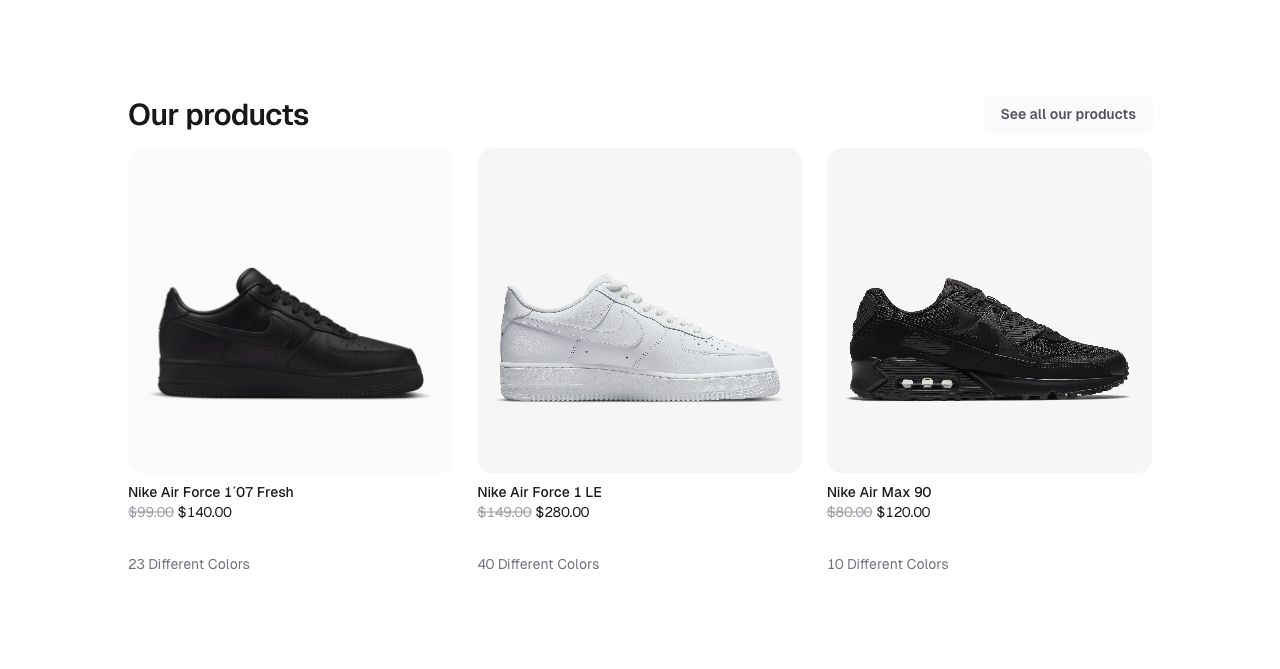 Our products
See all our products
Nike Air Force 1´07 Fresh
$99.00 $140.00
23 Different Colors
Nike Air Force 1 LE
$149.00 $280.00
40 Different Colors
Nike Air Max 90
$80.00 $120.00
10 Different Colors